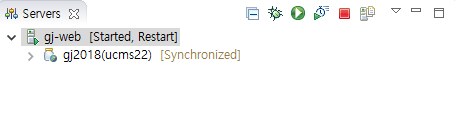 Servers
gj-web [Started, Restart]
gj2018(ucms22) [Synchronized]